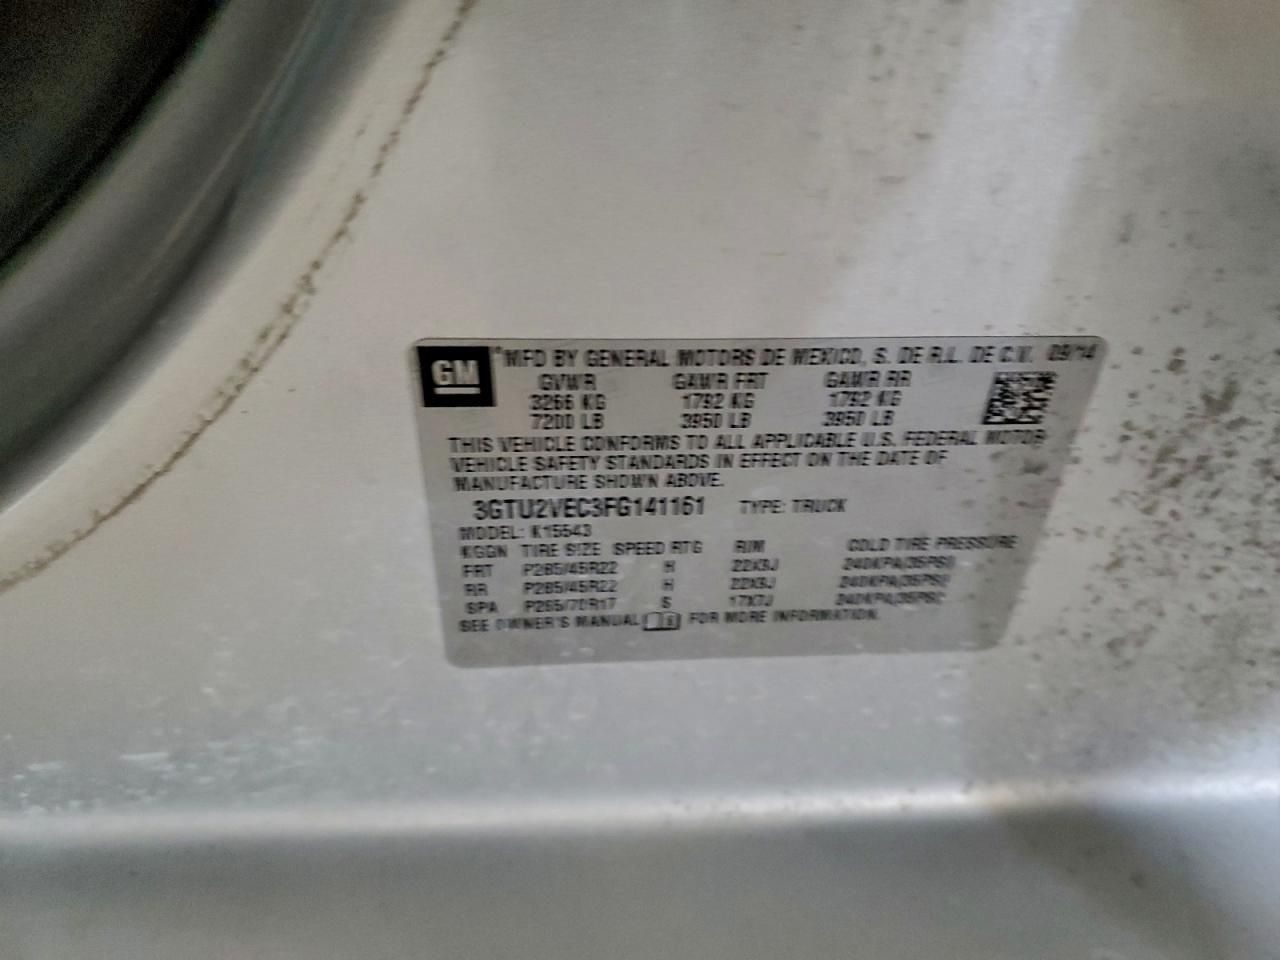 GM
*MFD BY GENERAL MOTORS DE MEXICO, S. DE R.L. DE C.V. 09/14
GVWR GAWR FRT GAWR RR
3266 KG 1792 KG 1792 KG
7200 LB 3950 LB 3950 LB
THIS VEHICLE CONFORMS TO ALL APPLICABLE U.S. FEDERAL MOTOR
VEHICLE SAFETY STANDARDS IN EFFECT ON THE DATE OF
MANUFACTURE SHOWN ABOVE.
3GTU2VEC3FG141161 TYPE: TRUCK
MODEL: K15543
KGGN TIRE SIZE SPEED RTG RIM COLD TIRE PRESSURE
FRT P285/45R22 H 22X9J 240KPA(35PSI)
RR P285/45R22 H 22X9J 240KPA(35PSI)
SPA P265/70R17 S 17X7J 240KPA(35PSI)
SEE OWNER'S MANUAL FOR MORE INFORMATION.